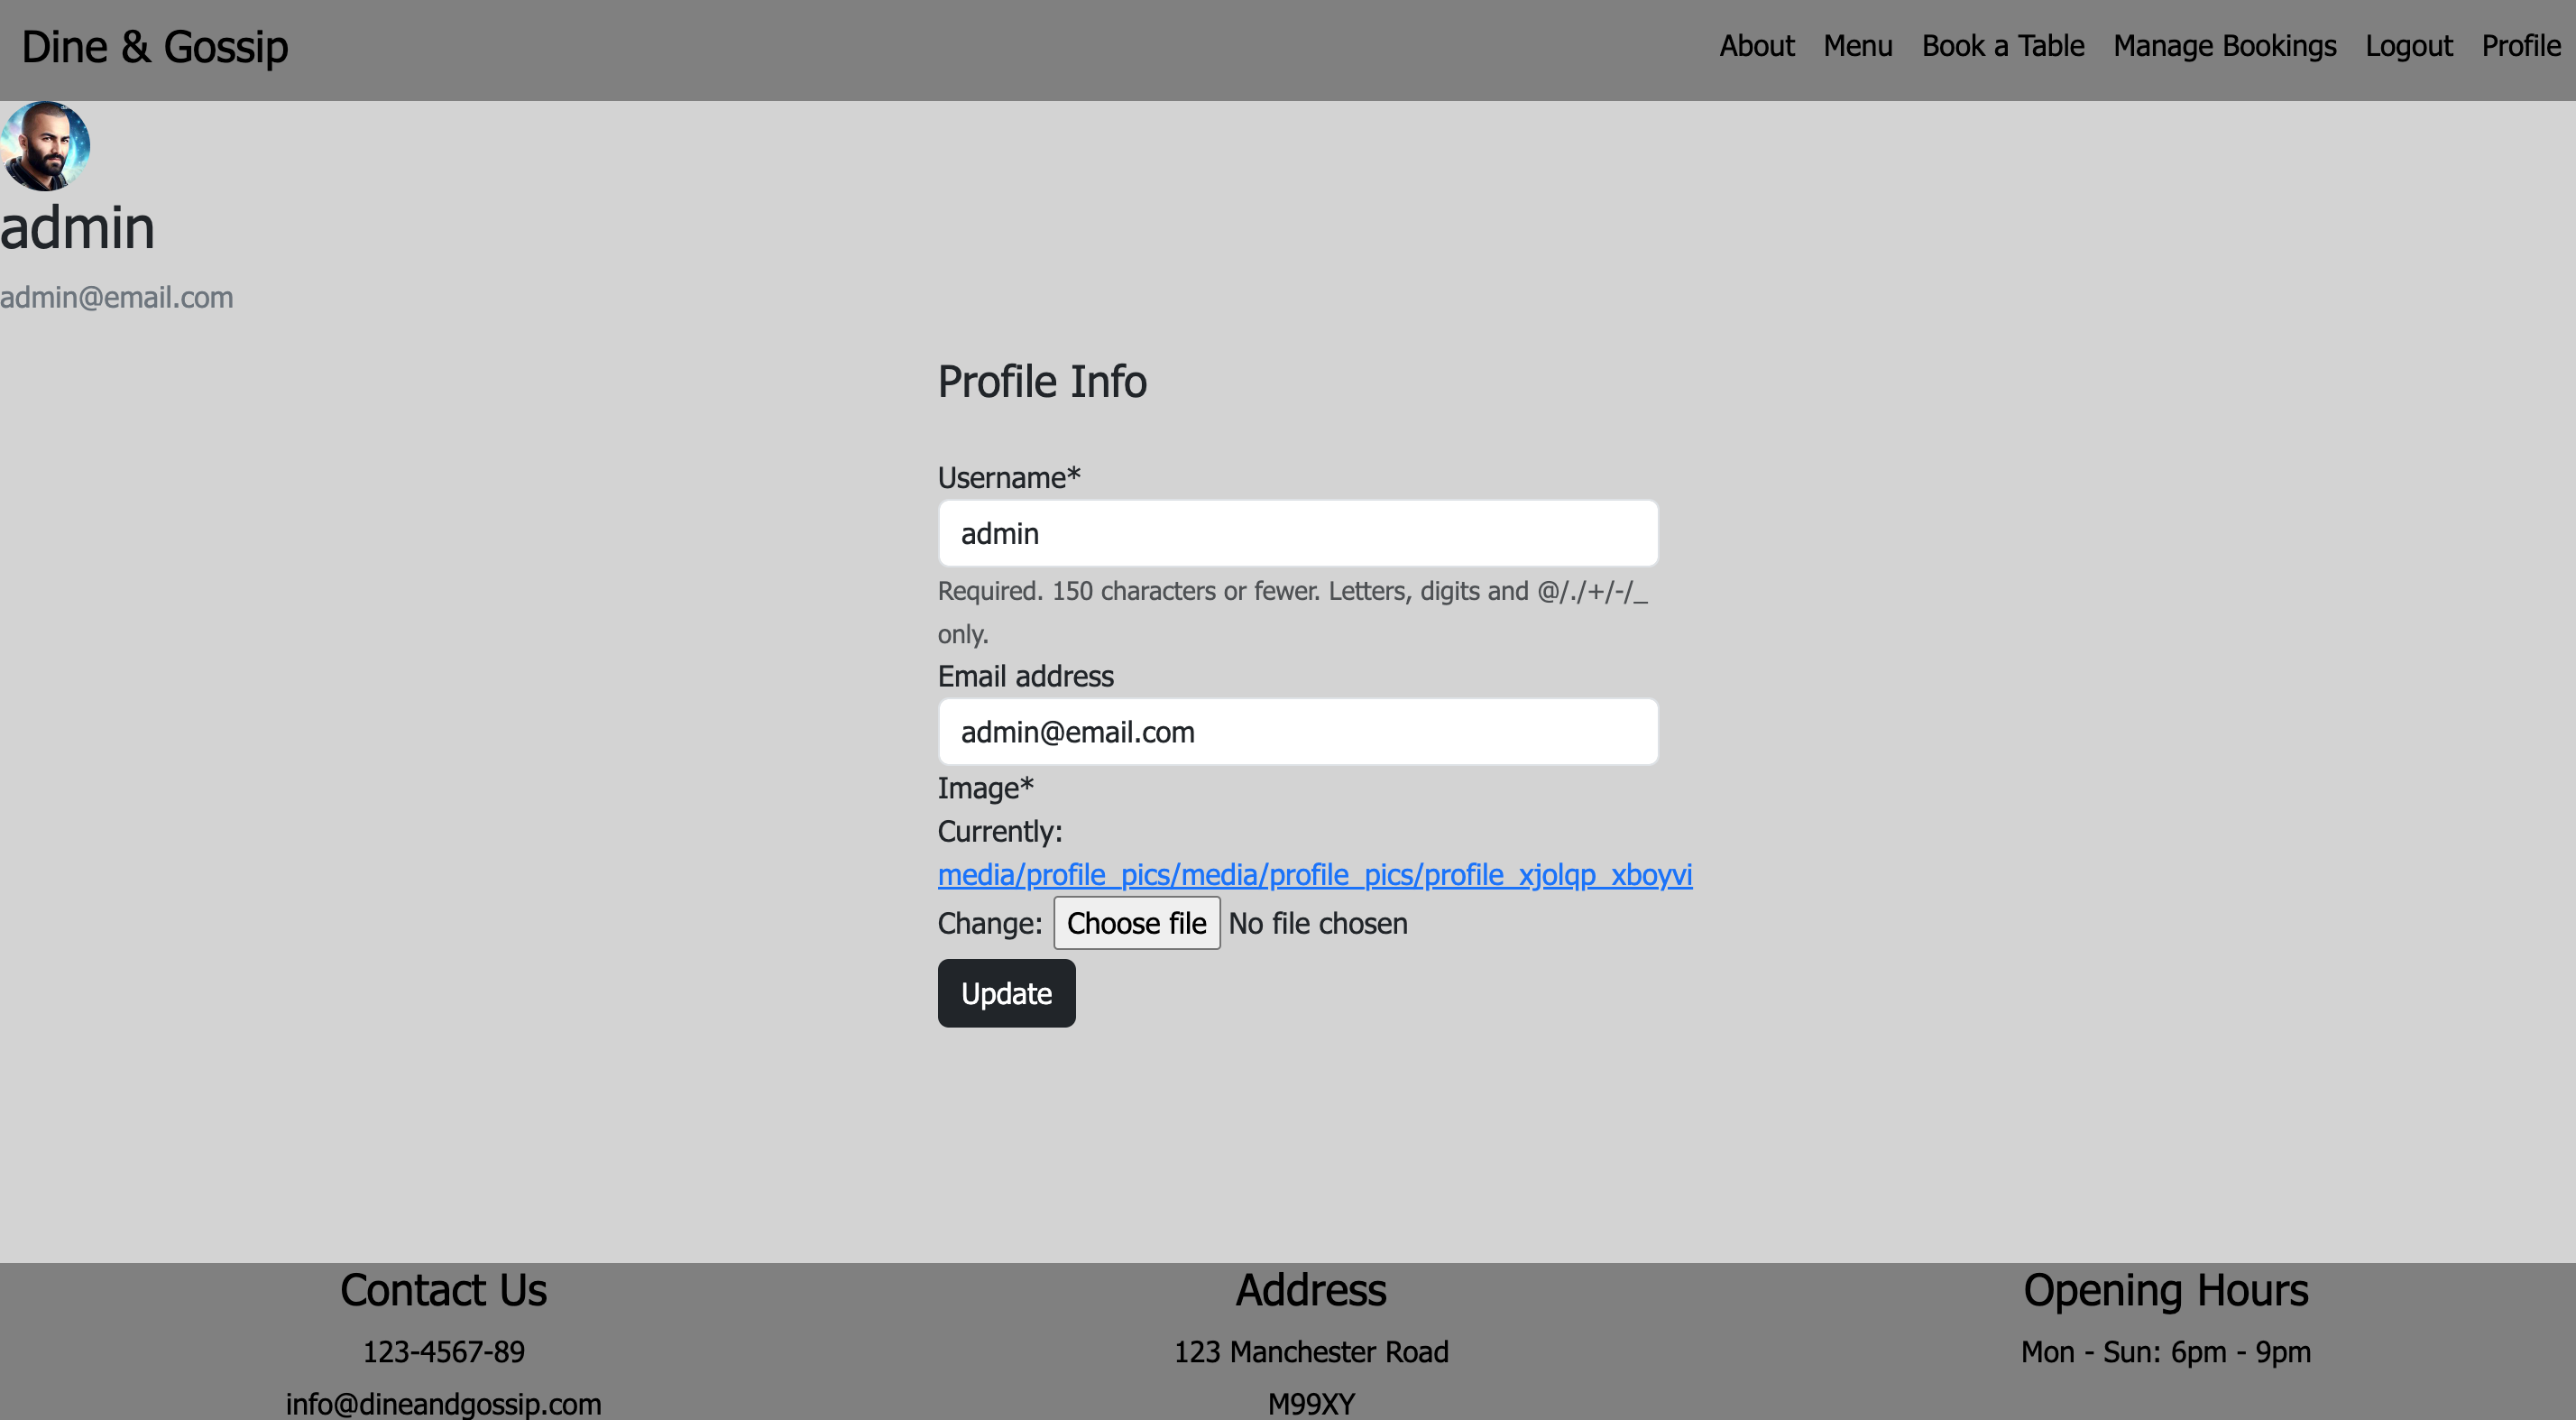 Dine & Gossip
About Menu Book a Table Manage Bookings Logout Profile
admin
admin@email.com
Profile Info
Username*
admin
Required. 150 characters or fewer. Letters, digits and @/./+/-/_
only.
Email address
admin@email.com
Image*
Currently:
media/profile_pics/media/profile_pics/profile_xjolqp_xboyvi
Change: Choose file No file chosen
Update
Contact Us
123-4567-89
info@dineandgossip.com
Address
123 Manchester Road
M99XY
Opening Hours
Mon - Sun: 6pm - 9pm